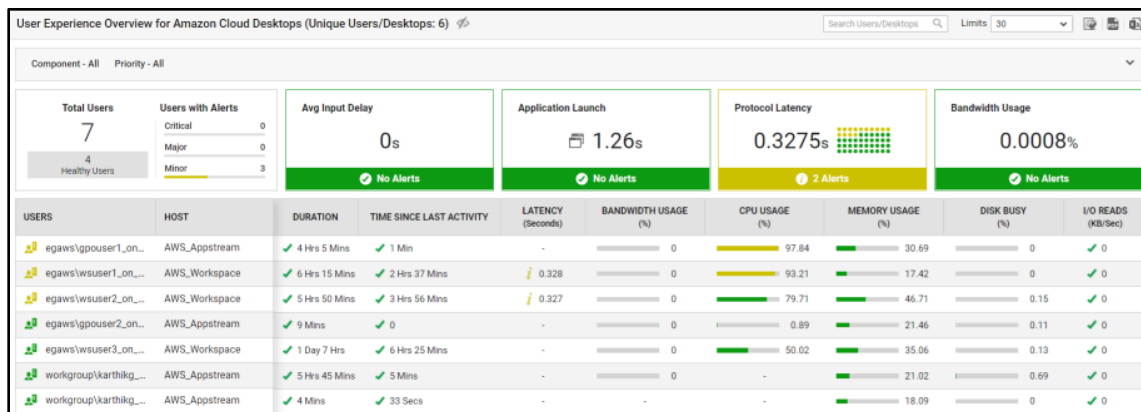 User Experience Overview for Amazon Cloud Desktops (Unique Users/Desktops: 6) Search Users/Desktops Limits 30
Component - All Priority - All
Total Users Users with Alerts Avg Input Delay Application Launch Protocol Latency Bandwidth Usage
7 Critical 0 0s 1.26s 0.3275s 0.0008%
Major 0
4
Healthy Users Minor 3 No Alerts No Alerts 2 Alerts No Alerts
USERS HOST DURATION TIME SINCE LAST ACTIVITY LATENCY (Seconds) BANDWIDTH USAGE (%) CPU USAGE (%) MEMORY USAGE (%) DISK BUSY (%) I/O READS (KB/Sec)
egaws\gpouser1_on... AWS_Appstream 4 Hrs 5 Mins 1 Min - 0 97.84 30.69 0 0
egaws\wsuser1_on_... AWS_Workspace 6 Hrs 15 Mins 2 Hrs 37 Mins 0.328 0 93.21 17.42 0 0
egaws\wsuser2_on_... AWS_Workspace 5 Hrs 50 Mins 3 Hrs 56 Mins 0.327 0 79.71 46.71 0.15 0
egaws\gpouser2_on... AWS_Appstream 9 Mins 0 - 0 0.89 21.46 0.11 0
egaws\wsuser3_on_... AWS_Workspace 1 Day 7 Hrs 6 Hrs 25 Mins - 0 50.02 35.06 0.13 0
workgroup\karthikg_... AWS_Appstream 5 Hrs 45 Mins 5 Mins - 0 - 21.02 0.69 0
workgroup\karthikg_... AWS_Appstream 4 Mins 33 Secs - - - 18.09 0 0